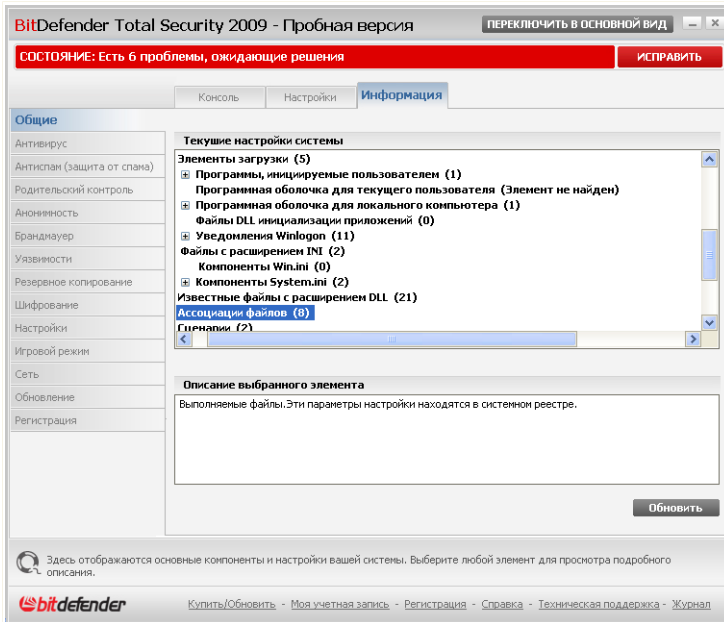 BitDefender Total Security 2009 - Пробная версия
ПЕРЕКЛЮЧИТЬ В ОСНОВНОЙ ВИД
СОСТОЯНИЕ: Есть 6 проблемы, ожидающие решения
ИСПРАВИТЬ
Консоль
Настройки
Информация
Общие
Антивирус
Антиспам (защита от спама)
Родительский контроль
Анонимность
Брандмауер
Уязвимости
Резервное копирование
Шифрование
Настройки
Игровой режим
Сеть
Обновление
Регистрация
Текушие настройки системы
Элементы загрузки (5)
Программы, инициируемые пользователем (1)
Программная оболочка для текущего пользователя (Элемент не найден)
Программная оболочка для локального компьютера (1)
Файлы DLL инициализации приложений (0)
Уведомления Winlogon (11)
Файлы с расширением INI (2)
Компоненты Win.ini (0)
Компоненты System.ini (2)
Известные файлы с расширением DLL (21)
Ассоциации файлов (8)
Сценарии (2)
Описание выбранного элемента
Выполняемые файлы.Эти параметры настройки находятся в системном реестре.
Обновить
Здесь отображаются основные компоненты и настройки вашей системы. Выберите любой элемент для просмотра подробного
описания.
bitdefender
Купить/Обновить - Моя учетная запись - Регистрация - Справка - Техническая поддержка - Журнал